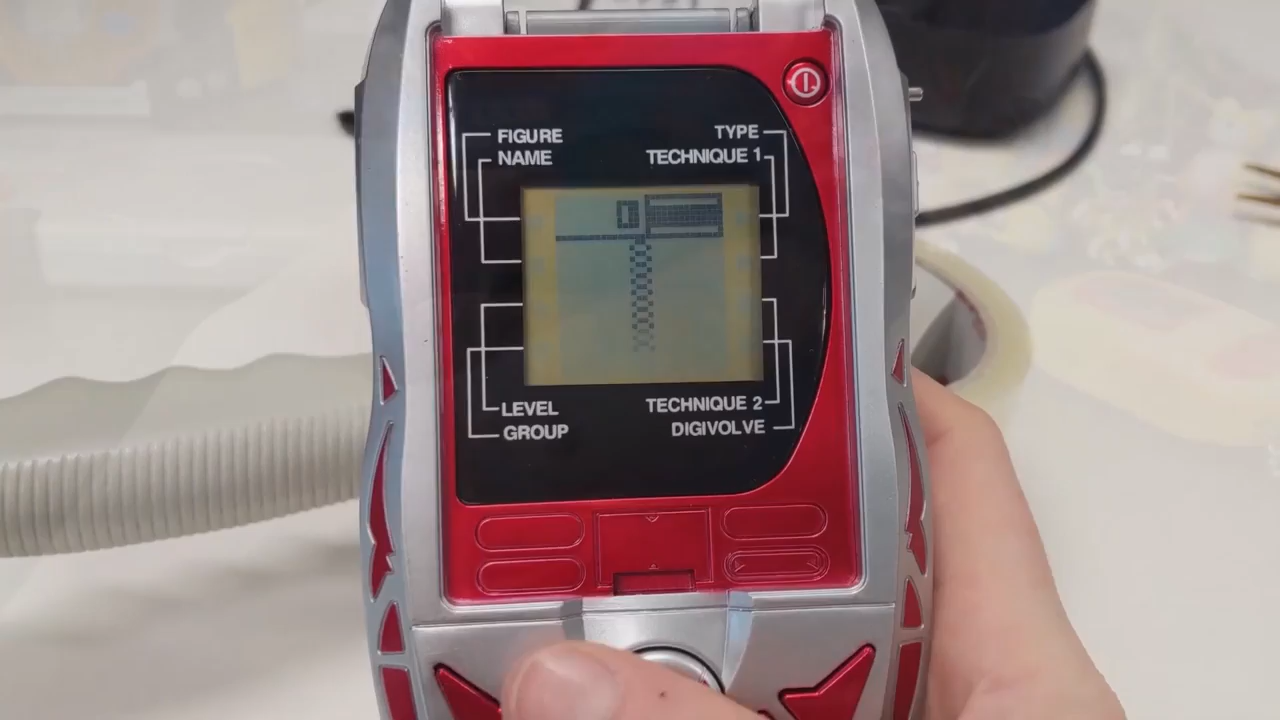 FIGURE
NAME
TYPE
TECHNIQUE 1
LEVEL
GROUP
TECHNIQUE 2
DIGIVOLVE